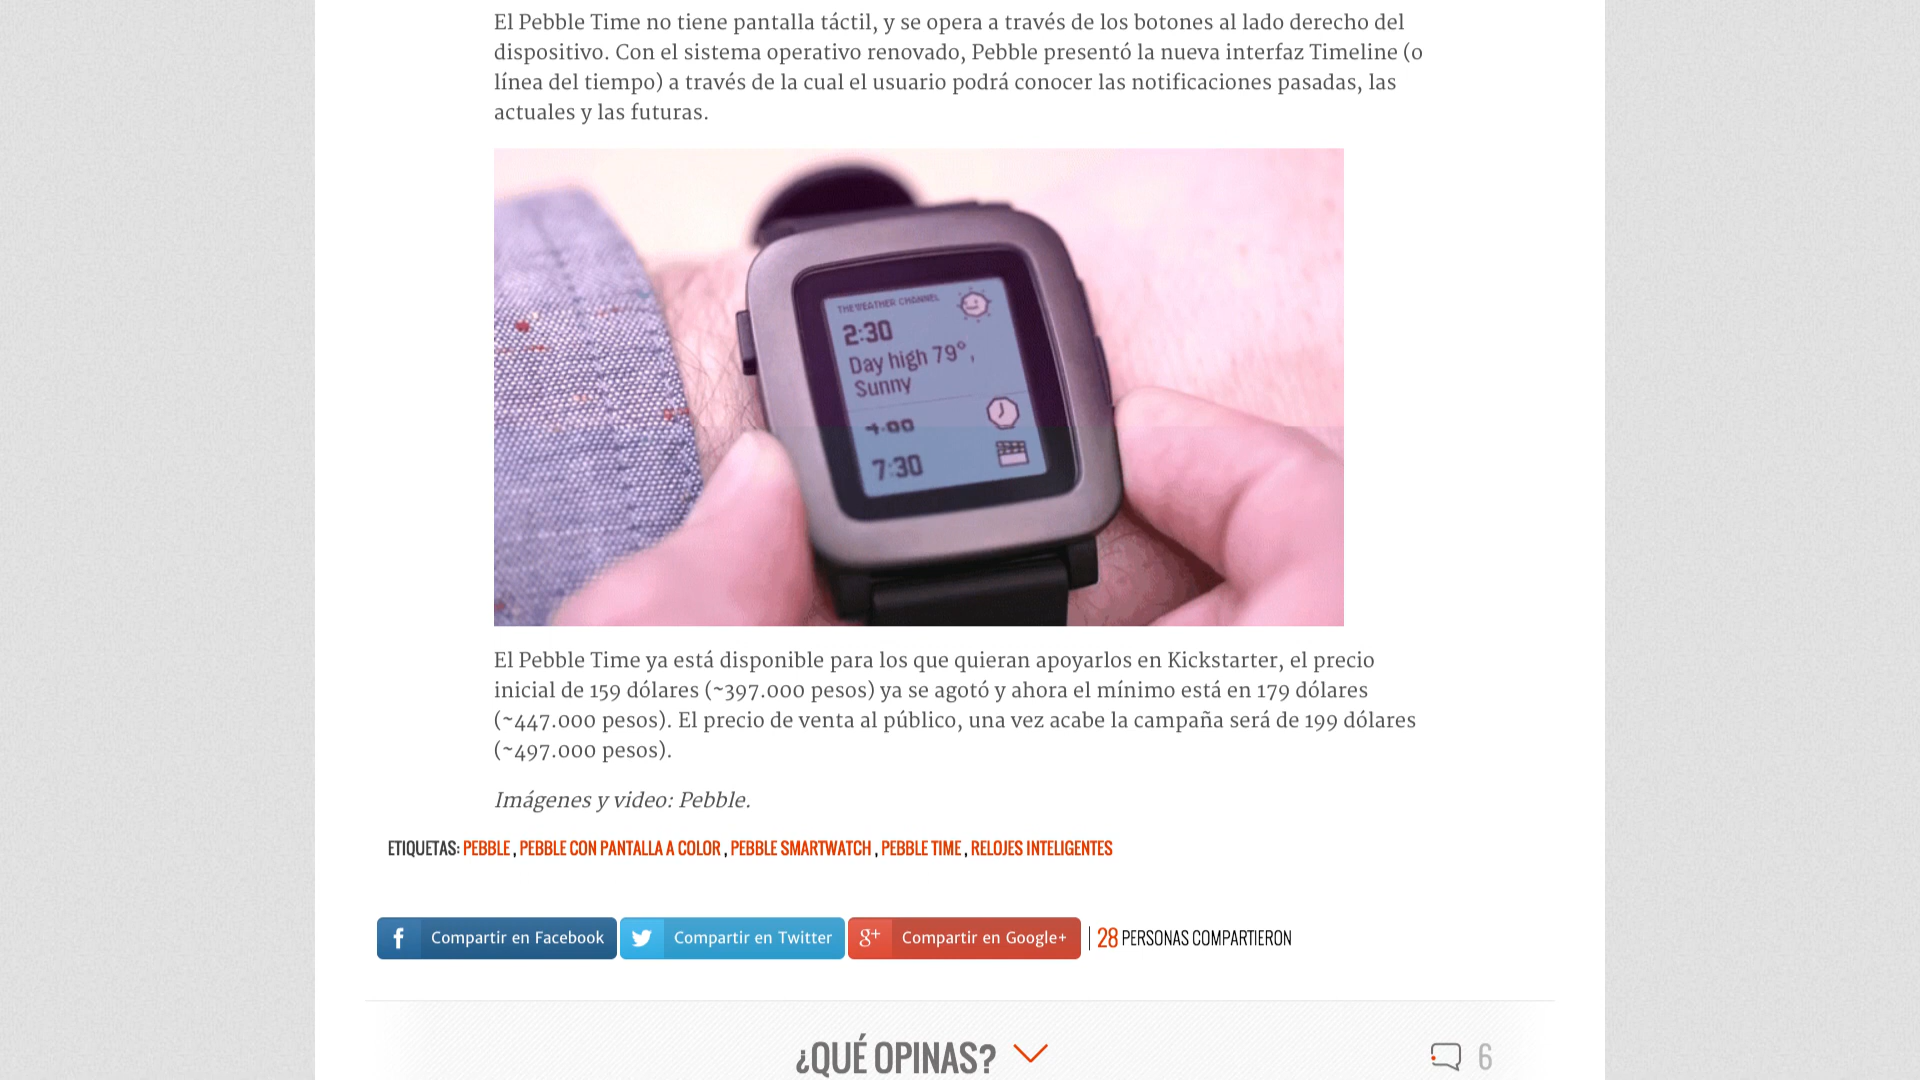 El Pebble Time no tiene pantalla táctil, y se opera a través de los botones al lado derecho del
dispositivo. Con el sistema operativo renovado, Pebble presentó la nueva interfaz Timeline (o
línea del tiempo) a través de la cual el usuario podrá conocer las notificaciones pasadas, las
actuales y las futuras.
THE WEATHER CHANNEL
2:30
Day high 79°,
Sunny
4:00
7:30
El Pebble Time ya está disponible para los que quieran apoyarlos en Kickstarter, el precio
inicial de 159 dólares (~397.000 pesos) ya se agotó y ahora el mínimo está en 179 dólares
(~447.000 pesos). El precio de venta al público, una vez acabe la campaña será de 199 dólares
(~497.000 pesos).
Imágenes y video: Pebble.
ETIQUETAS: PEBBLE , PEBBLE CON PANTALLA A COLOR , PEBBLE SMARTWATCH , PEBBLE TIME , RELOJES INTELIGENTES
f Compartir en Facebook Compartir en Twitter g+ Compartir en Google+ 28 PERSONAS COMPARTIERON
¿QUÉ OPINAS? 6